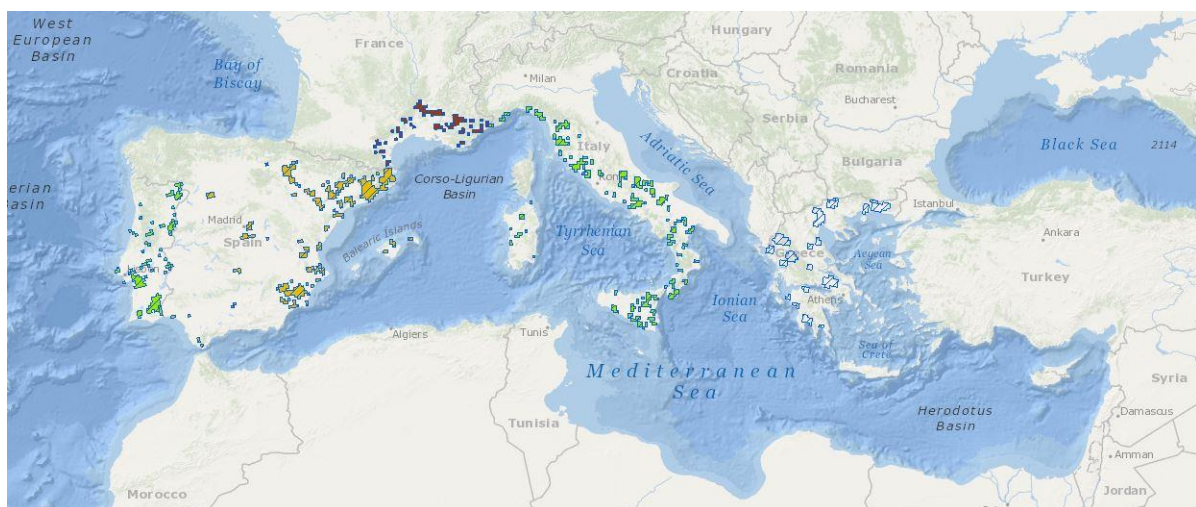 West
European
Basin
France
Bay of
Biscay
Hungary
Milan
Croatia
Romania
Bucharest
Serbia
Italy
Adriatic Sea
Black Sea
2114
Bulgaria
Corso-Ligurian
Basin
Istanbul
Madrid
Spain
Balearic Islands
Tyrrhenian
Sea
Ankara
Turkey
Greece
Aegean
Sea
Athens
Ionian
Sea
Algiers
Tunis
Sea of
Crete
Mediterranean
Sea
Herodotus
Basin
Syria
Damascus
Tunisia
Amman
Jordan
Morocco